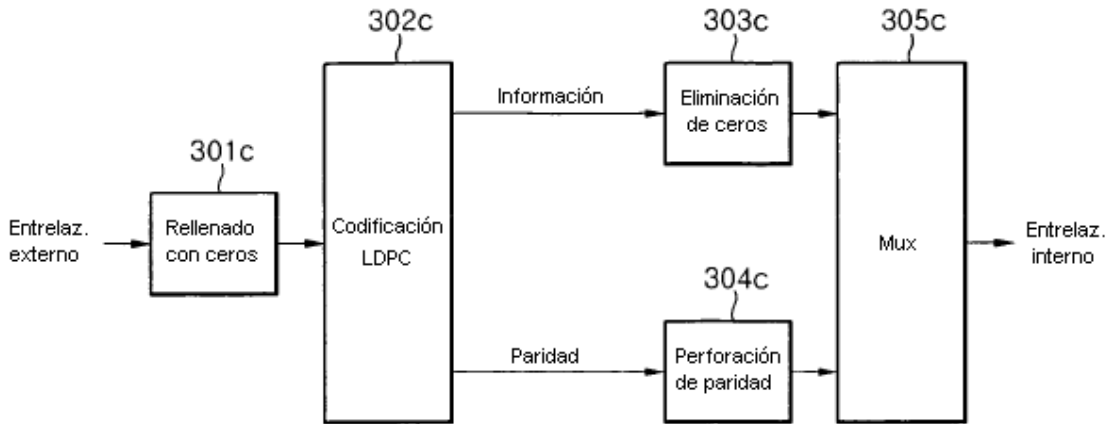 302c
303c
305c
Información
Eliminación
de ceros
301c
Entrelaz.
externo
Rellenado
con ceros
Codificación
LDPC
Mux
Entrelaz.
interno
304c
Paridad
Perforación
de paridad